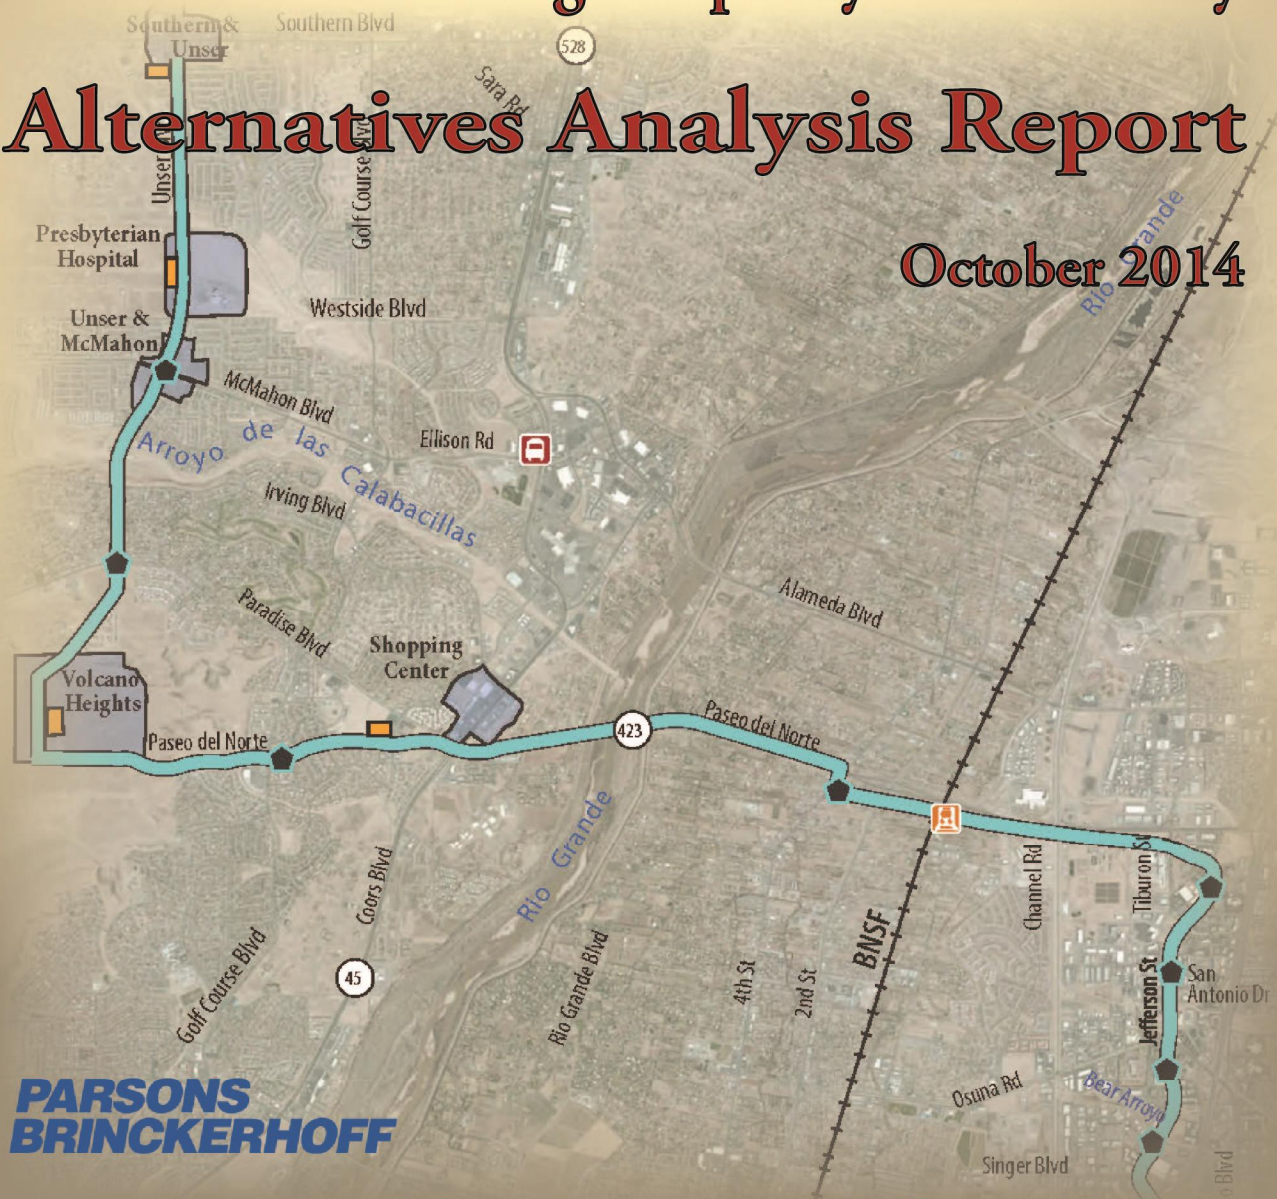 Southern &
Unser
Southern Blvd
528
Sara Rd
Alternatives Analysis Report
Unser
Golf Course Blvd
Presbyterian
Hospital
October 2014
Rio Grande
Westside Blvd
Unser &
McMahon
McMahon Blvd
Arroyo de las Calabacillas
Ellison Rd
Irving Blvd
Paradise Blvd
Alameda Blvd
Shopping
Center
Volcano
Heights
Paseo del Norte
423
Paseo del Norte
Rio Grande
Coors Blvd
Channel Rd
Tiburon St
Golf Course Blvd
45
Rio Grande Blvd
4th St
2nd St
BNSF
Jefferson St
San
Antonio Dr
Osuna Rd
Bear Arroyo
Singer Blvd
Blvd
PARSONS
BRINCKERHOFF